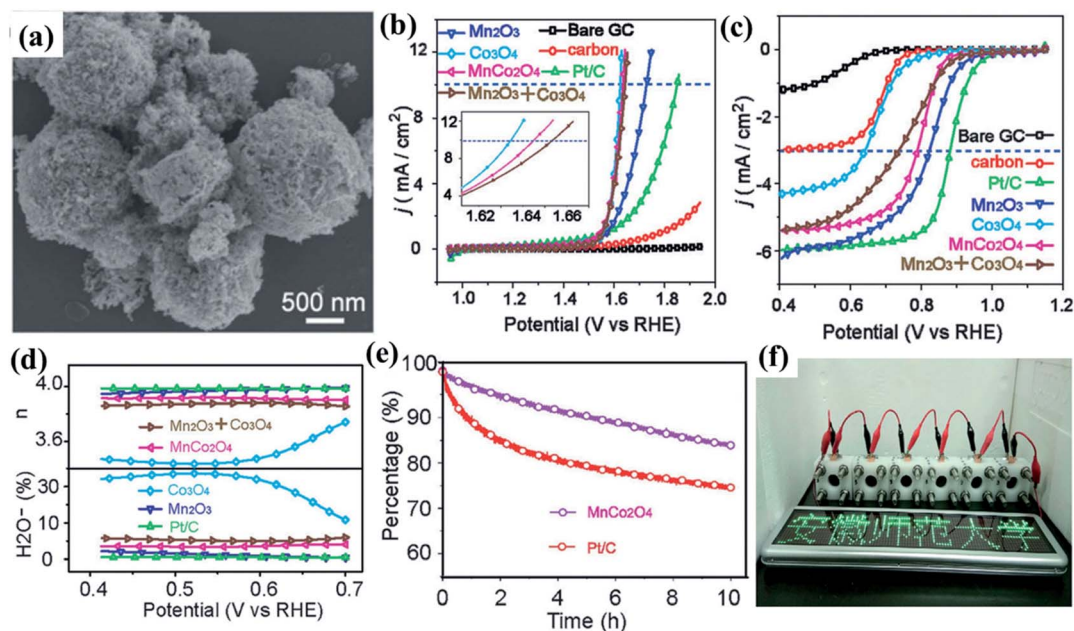 (a)
500 nm
(b)
Mn2O3
Bare GC
Co3O4
carbon
MnCo2O4
Pt/C
Mn2O3+Co3O4
12
8
4
0
j ( mA / cm2 )
12
10
8
6
4
1.62 1.64 1.66
1.0 1.2 1.4 1.6 1.8 2.0
Potential (V vs RHE)
(c)
0
-2
-4
-6
j ( mA / cm2)
Bare GC
carbon
Pt/C
Mn2O3
Co3O4
MnCo2O4
Mn2O3+Co3O4
0.4 0.6 0.8 1.0 1.2
Potential (V vs RHE)
(d)
4.0
3.6
n
Mn2O3+Co3O4
MnCo2O4
30
10
0
H2O- (%)
Co3O4
Mn2O3
Pt/C
0.4 0.5 0.6 0.7
Potential (V vs RHE)
(e)
100
90
80
70
60
Percentage (%)
MnCo2O4
Pt/C
0 2 4 6 8 10
Time (h)
(f)
安徽师范大学